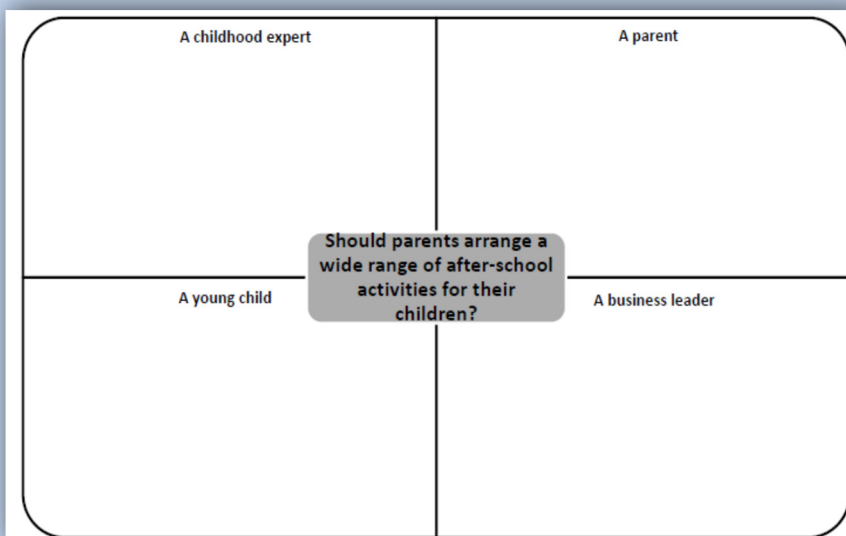 A childhood expert
A parent
Should parents arrange a
wide range of after-school
activities for their
children?
A young child
A business leader